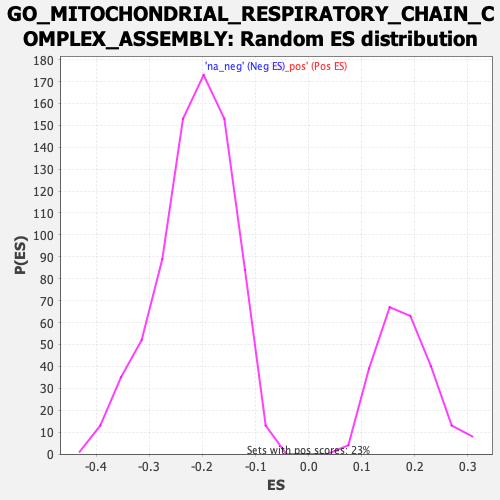 GO_MITOCHONDRIAL_RESPIRATORY_CHAIN_C
OMPLEX_ASSEMBLY: Random ES distribution
'na_neg' (Neg ES)_pos' (Pos ES)
180
170
160
150
140
130
120
110
100
90
80
70
60
50
40
30
20
10
0
P(ES)
Sets with pos scores: 23%
-0.4 -0.3 -0.2 -0.1 0.0 0.1 0.2 0.3
ES